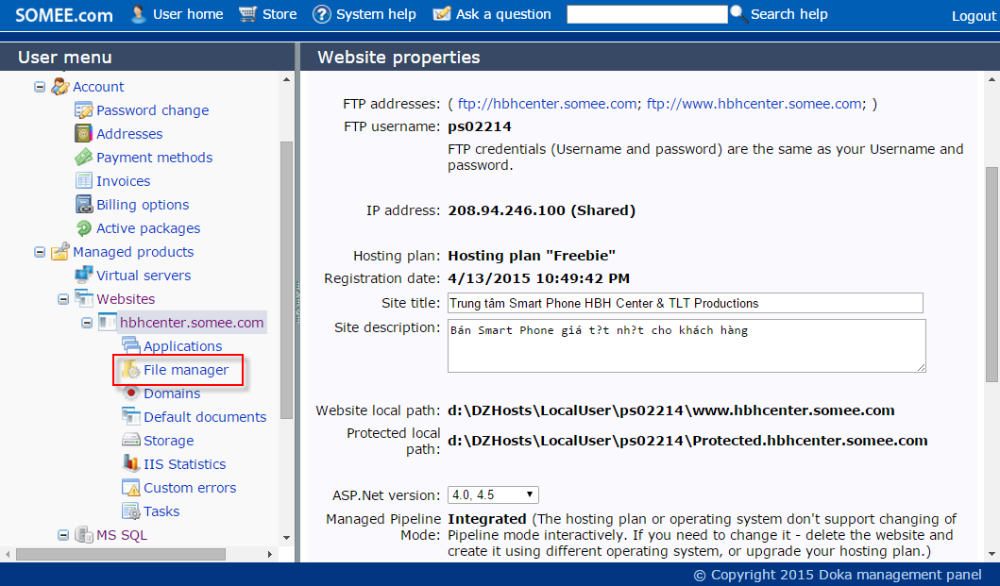 SOMEE.com User home Store System help Ask a question Search help Logout
User menu
Account
Password change
Addresses
Payment methods
Invoices
Billing options
Active packages
Managed products
Virtual servers
Websites
hbhcenter.somee.com
Applications
File manager
Domains
Default documents
Storage
IIS Statistics
Custom errors
Tasks
MS SQL
Website properties
FTP addresses: ( ftp://hbhcenter.somee.com; ftp://www.hbhcenter.somee.com; )
FTP username: ps02214
FTP credentials (Username and password) are the same as your Username and
password.
IP address: 208.94.246.100 (Shared)
Hosting plan: Hosting plan "Freebie"
Registration date: 4/13/2015 10:49:42 PM
Site title: Trung tâm Smart Phone HBH Center & TLT Productions
Site description: Bán Smart Phone giá t?t nh?t cho khách hàng
Website local path: d:\DZHosts\LocalUser\ps02214\www.hbhcenter.somee.com
Protected local
path: d:\DZHosts\LocalUser\ps02214\Protected.hbhcenter.somee.com
ASP.Net version: 4.0, 4.5
Managed Pipeline Integrated (The hosting plan or operating system don't support changing of
Mode: Pipeline mode interactively. If you need to change it - delete the website and
create it using different operating system, or upgrade your hosting plan.)
© Copyright 2015 Doka management panel